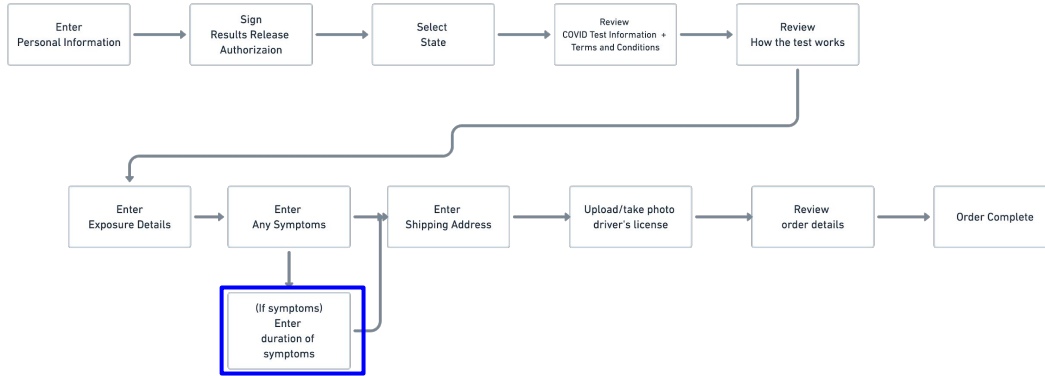 Enter
Personal Information
Sign
Results Release
Authorizaion
Select
State
Review
COVID Test Information +
Terms and Conditions
Review
How the test works
Enter
Exposure Details
Enter
Any Symptoms
Enter
Shipping Address
Upload/take photo
driver's license
Review
order details
Order Complete
(If symptoms)
Enter
duration of
symptoms